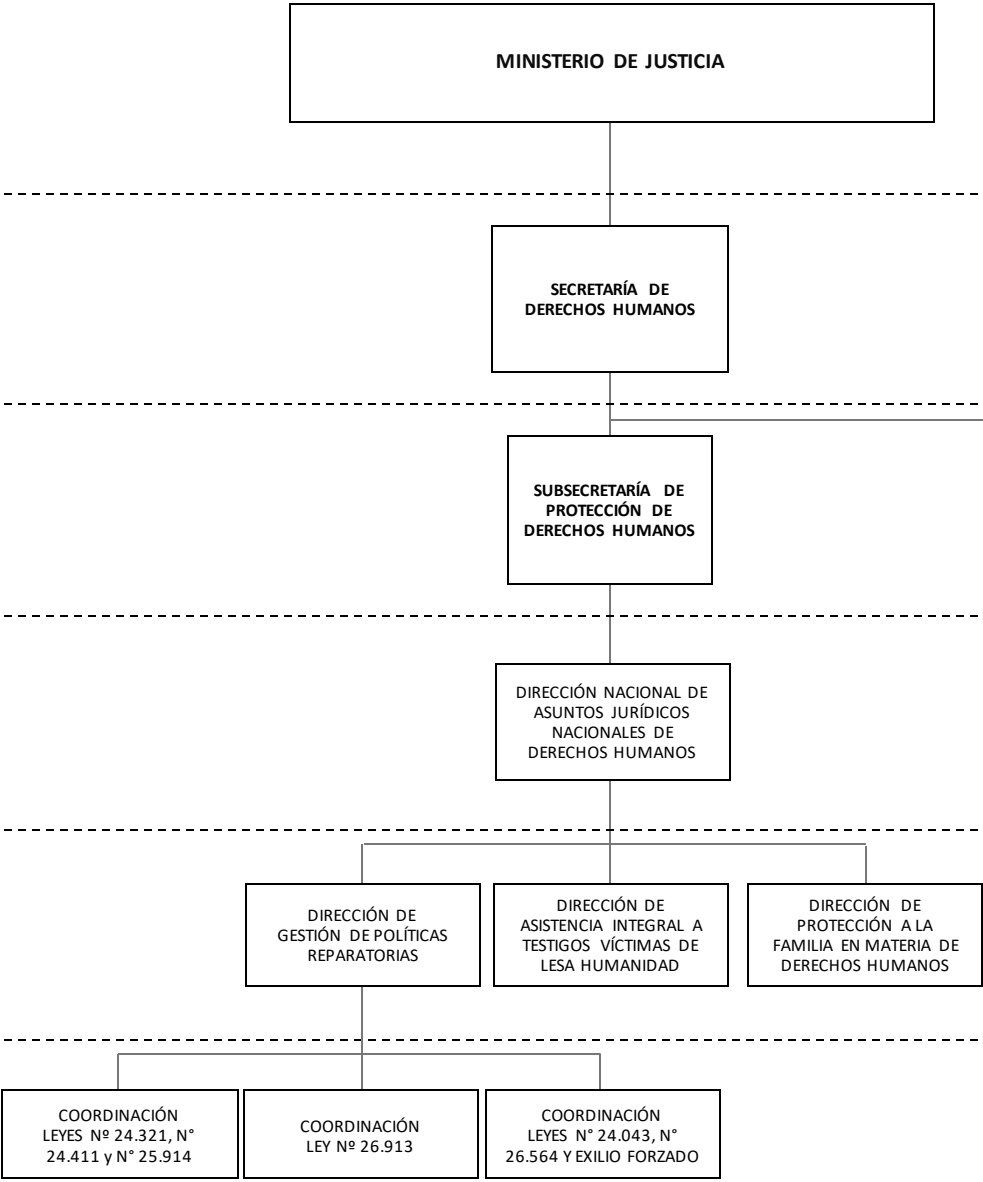 MINISTERIO DE JUSTICIA
SECRETARÍA DE
DERECHOS HUMANOS
SUBSECRETARÍA DE
PROTECCIÓN DE
DERECHOS HUMANOS
DIRECCIÓN NACIONAL DE
ASUNTOS JURÍDICOS
NACIONALES DE
DERECHOS HUMANOS
DIRECCIÓN DE
GESTIÓN DE POLÍTICAS
REPARATORIAS
DIRECCIÓN DE
ASISTENCIA INTEGRAL A
TESTIGOS VÍCTIMAS DE
LESA HUMANIDAD
DIRECCIÓN DE
PROTECCIÓN A LA
FAMILIA EN MATERIA DE
DERECHOS HUMANOS
COORDINACIÓN
LEYES Nº 24.321, N°
24.411 y N° 25.914
COORDINACIÓN
LEY Nº 26.913
COORDINACIÓN
LEYES N° 24.043, N°
26.564 Y EXILIO FORZADO